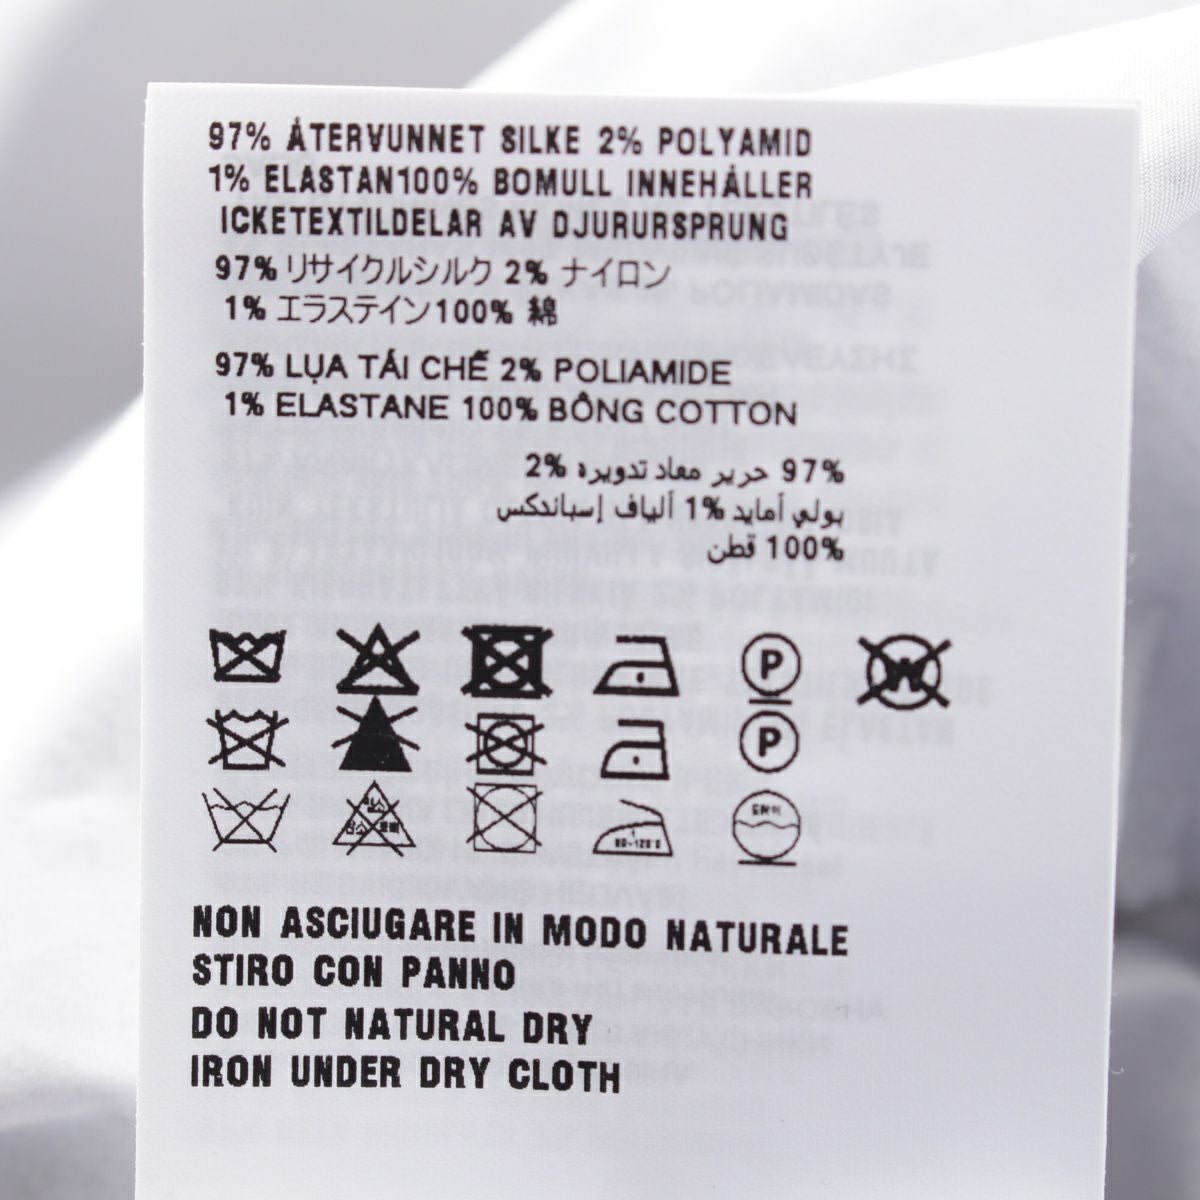 97% ÅTERVUNNET SILKE 2% POLYAMID
1% ELASTAN100% BOMULL INNEHÅLLER
ICKETEXTILDELAR AV DJURURSPRUNG
97% リサイクルシルク 2% ナイロン
1% エラステイン100% 綿
97% LỤA TÁI CHẾ 2% POLIAMIDE
1% ELASTANE 100% BÔNG COTTON
97% حرير معاد تدويره 2%
بولي أمايد 1% ألياف إسباندكس
100% قطن
P W
P
80-120℃
NON ASCIUGARE IN MODO NATURALE
STIRO CON PANNO
DO NOT NATURAL DRY
IRON UNDER DRY CLOTH